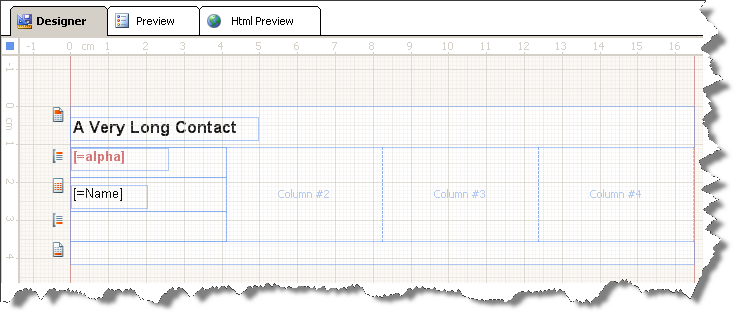 Designer Preview Html Preview
-1 0 cm 1 2 3 4 5 6 7 8 9 10 11 12 13 14 15 16
-1
0
cm
A Very Long Contact
1
[=alpha]
2
[=Name] Column #2 Column #3 Column #4
3
4